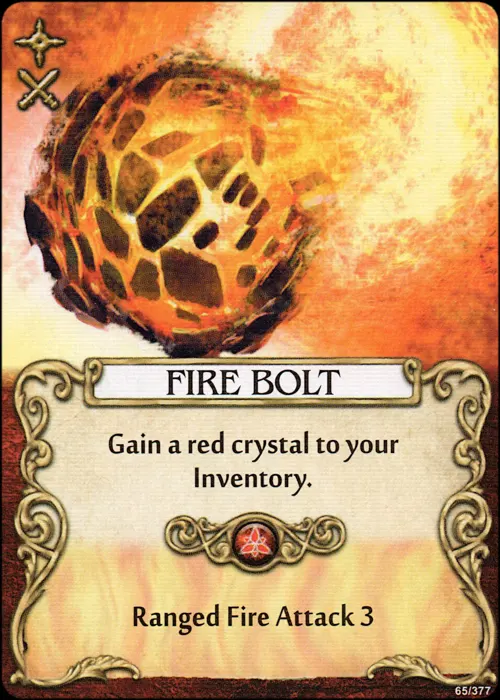 FIRE BOLT
Gain a red crystal to your
Inventory.
Ranged Fire Attack 3
65/377